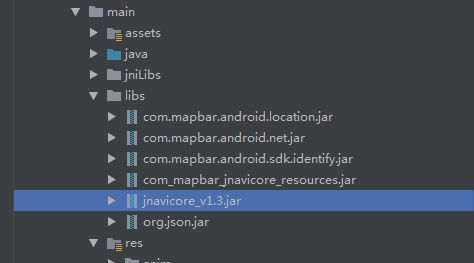 main
assets
java
jniLibs
libs
com.mapbar.android.location.jar
com.mapbar.android.net.jar
com.mapbar.android.sdk.identify.jar
com_mapbar_jnavicore_resources.jar
jnavicore_v1.3.jar
org.json.jar
res